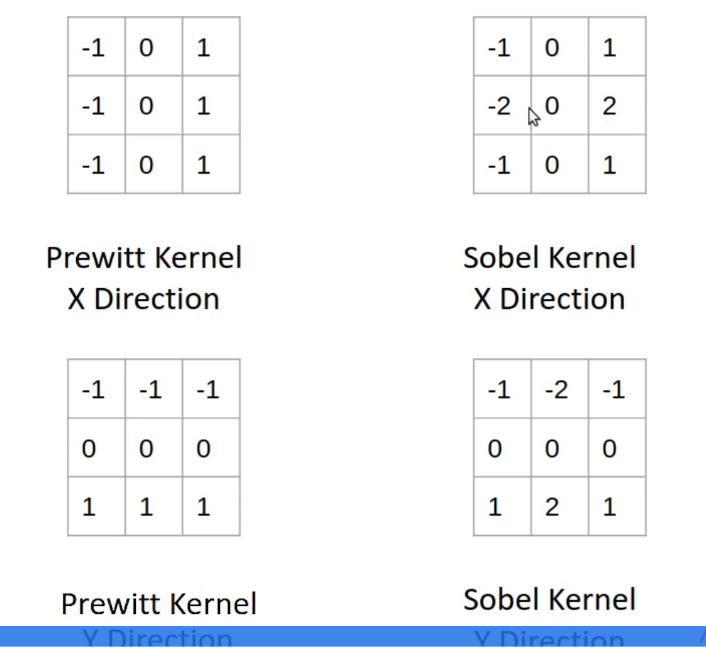 -1 0 1
-2 0 2
-1 0 1
-1 0 1
-1 0 1
-1 0 1
Prewitt Kernel
X Direction
Sobel Kernel
X Direction
-1 -1 -1
0 0 0
1 1 1
-1 -2 -1
0 0 0
1 2 1
Prewitt Kernel
Y Direction
Sobel Kernel
Y Direction